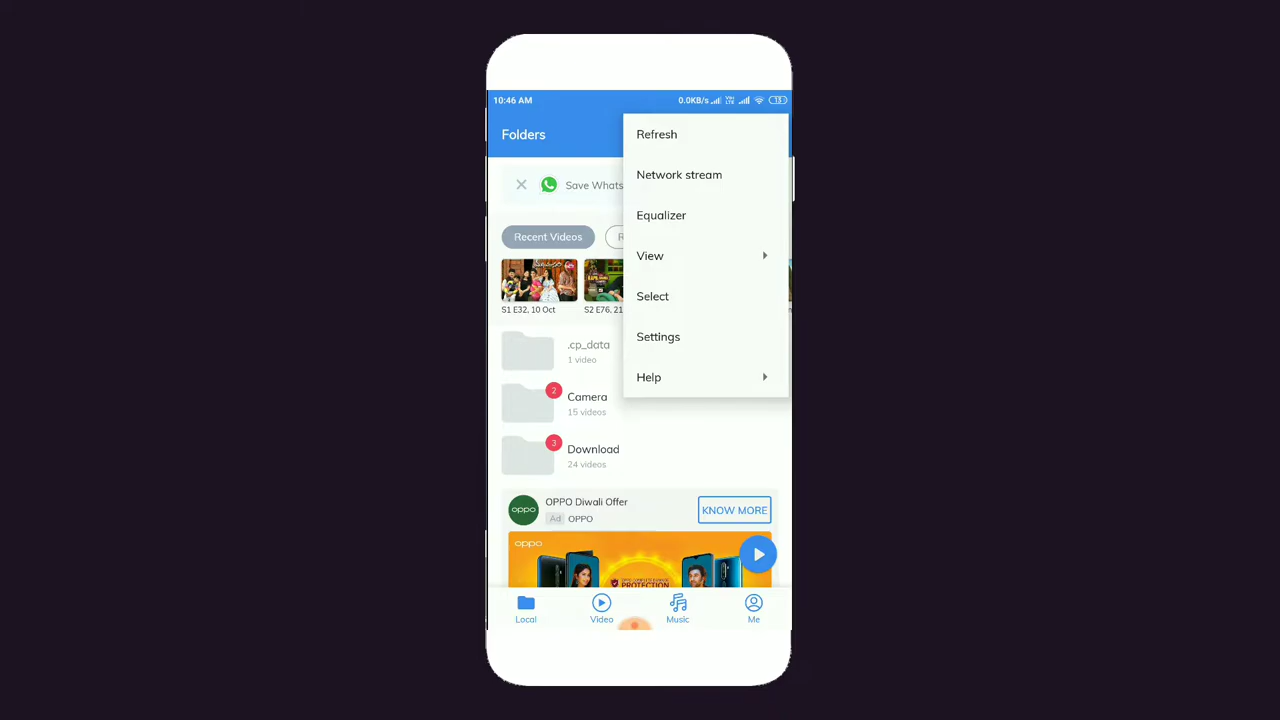 10:46 AM
0.0KB/s
13
Folders
Refresh
Network stream
Equalizer
View
Select
Settings
Help
Save Whats
Recent Videos
R
S1 E32, 10 Oct
S2 E76, 21
.cp_data
1 video
2
Camera
15 videos
3
Download
24 videos
oppo
OPPO Diwali Offer
Ad OPPO
KNOW MORE
oppo
PROTECTION
Local
Video
Music
Me